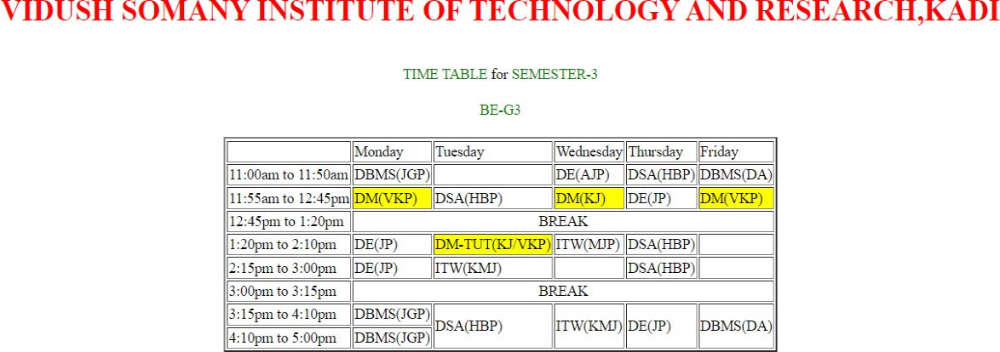 VIDUSH SOMANY INSTITUTE OF TECHNOLOGY AND RESEARCH,KADI
TIME TABLE for SEMESTER-3
BE-G3
Monday Tuesday Wednesday Thursday Friday
11:00am to 11:50am DBMS(JGP) DE(AJP) DSA(HBP) DBMS(DA)
11:55am to 12:45pm DM(VKP) DSA(HBP) DM(KJ) DE(JP) DM(VKP)
12:45pm to 1:20pm BREAK
1:20pm to 2:10pm DE(JP) DM-TUT(KJ/VKP) ITW(MJP) DSA(HBP)
2:15pm to 3:00pm DE(JP) ITW(KMJ) DSA(HBP)
3:00pm to 3:15pm BREAK
3:15pm to 4:10pm DBMS(JGP) DSA(HBP) ITW(KMJ) DE(JP) DBMS(DA)
4:10pm to 5:00pm DBMS(JGP)